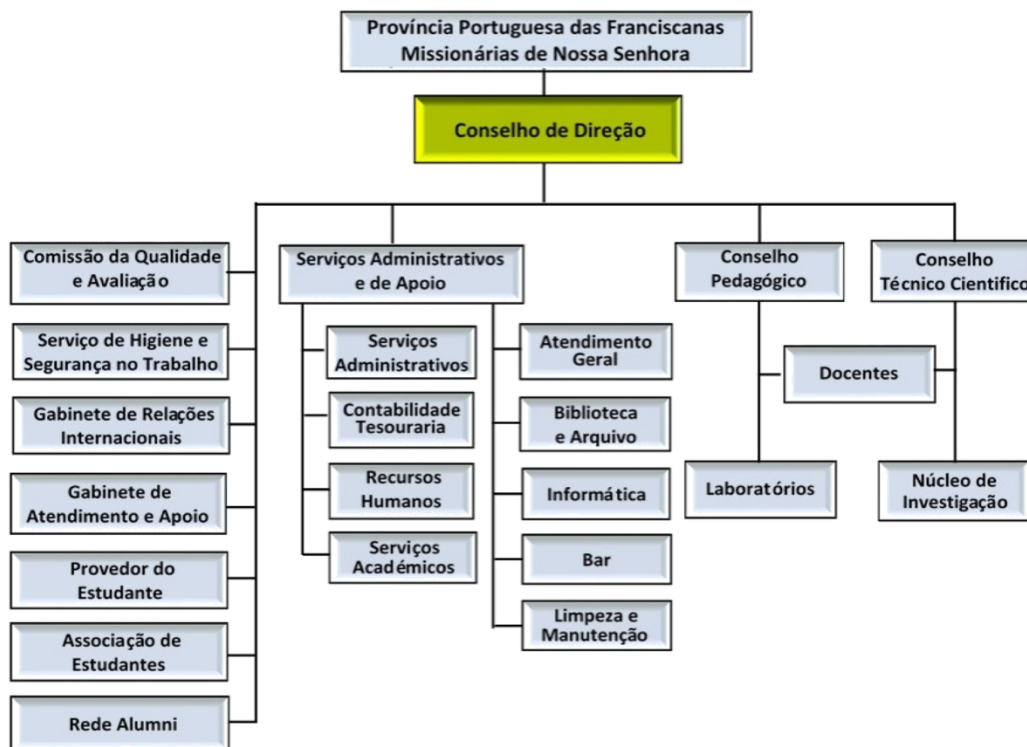 Província Portuguesa das Franciscanas
Missionárias de Nossa Senhora
Conselho de Direção
Comissão da Qualidade
e Avaliação
Serviço de Higiene e
Segurança no Trabalho
Gabinete de Relações
Internacionais
Gabinete de
Atendimento e Apoio
Provedor do
Estudante
Associação de
Estudantes
Rede Alumni
Serviços Administrativos
e de Apoio
Serviços
Administrativos
Contabilidade
Tesouraria
Recursos
Humanos
Serviços
Académicos
Atendimento
Geral
Biblioteca
e Arquivo
Informática
Bar
Limpeza e
Manutenção
Conselho
Pedagógico
Conselho
Técnico Cientifico
Docentes
Laboratórios
Núcleo de
Investigação